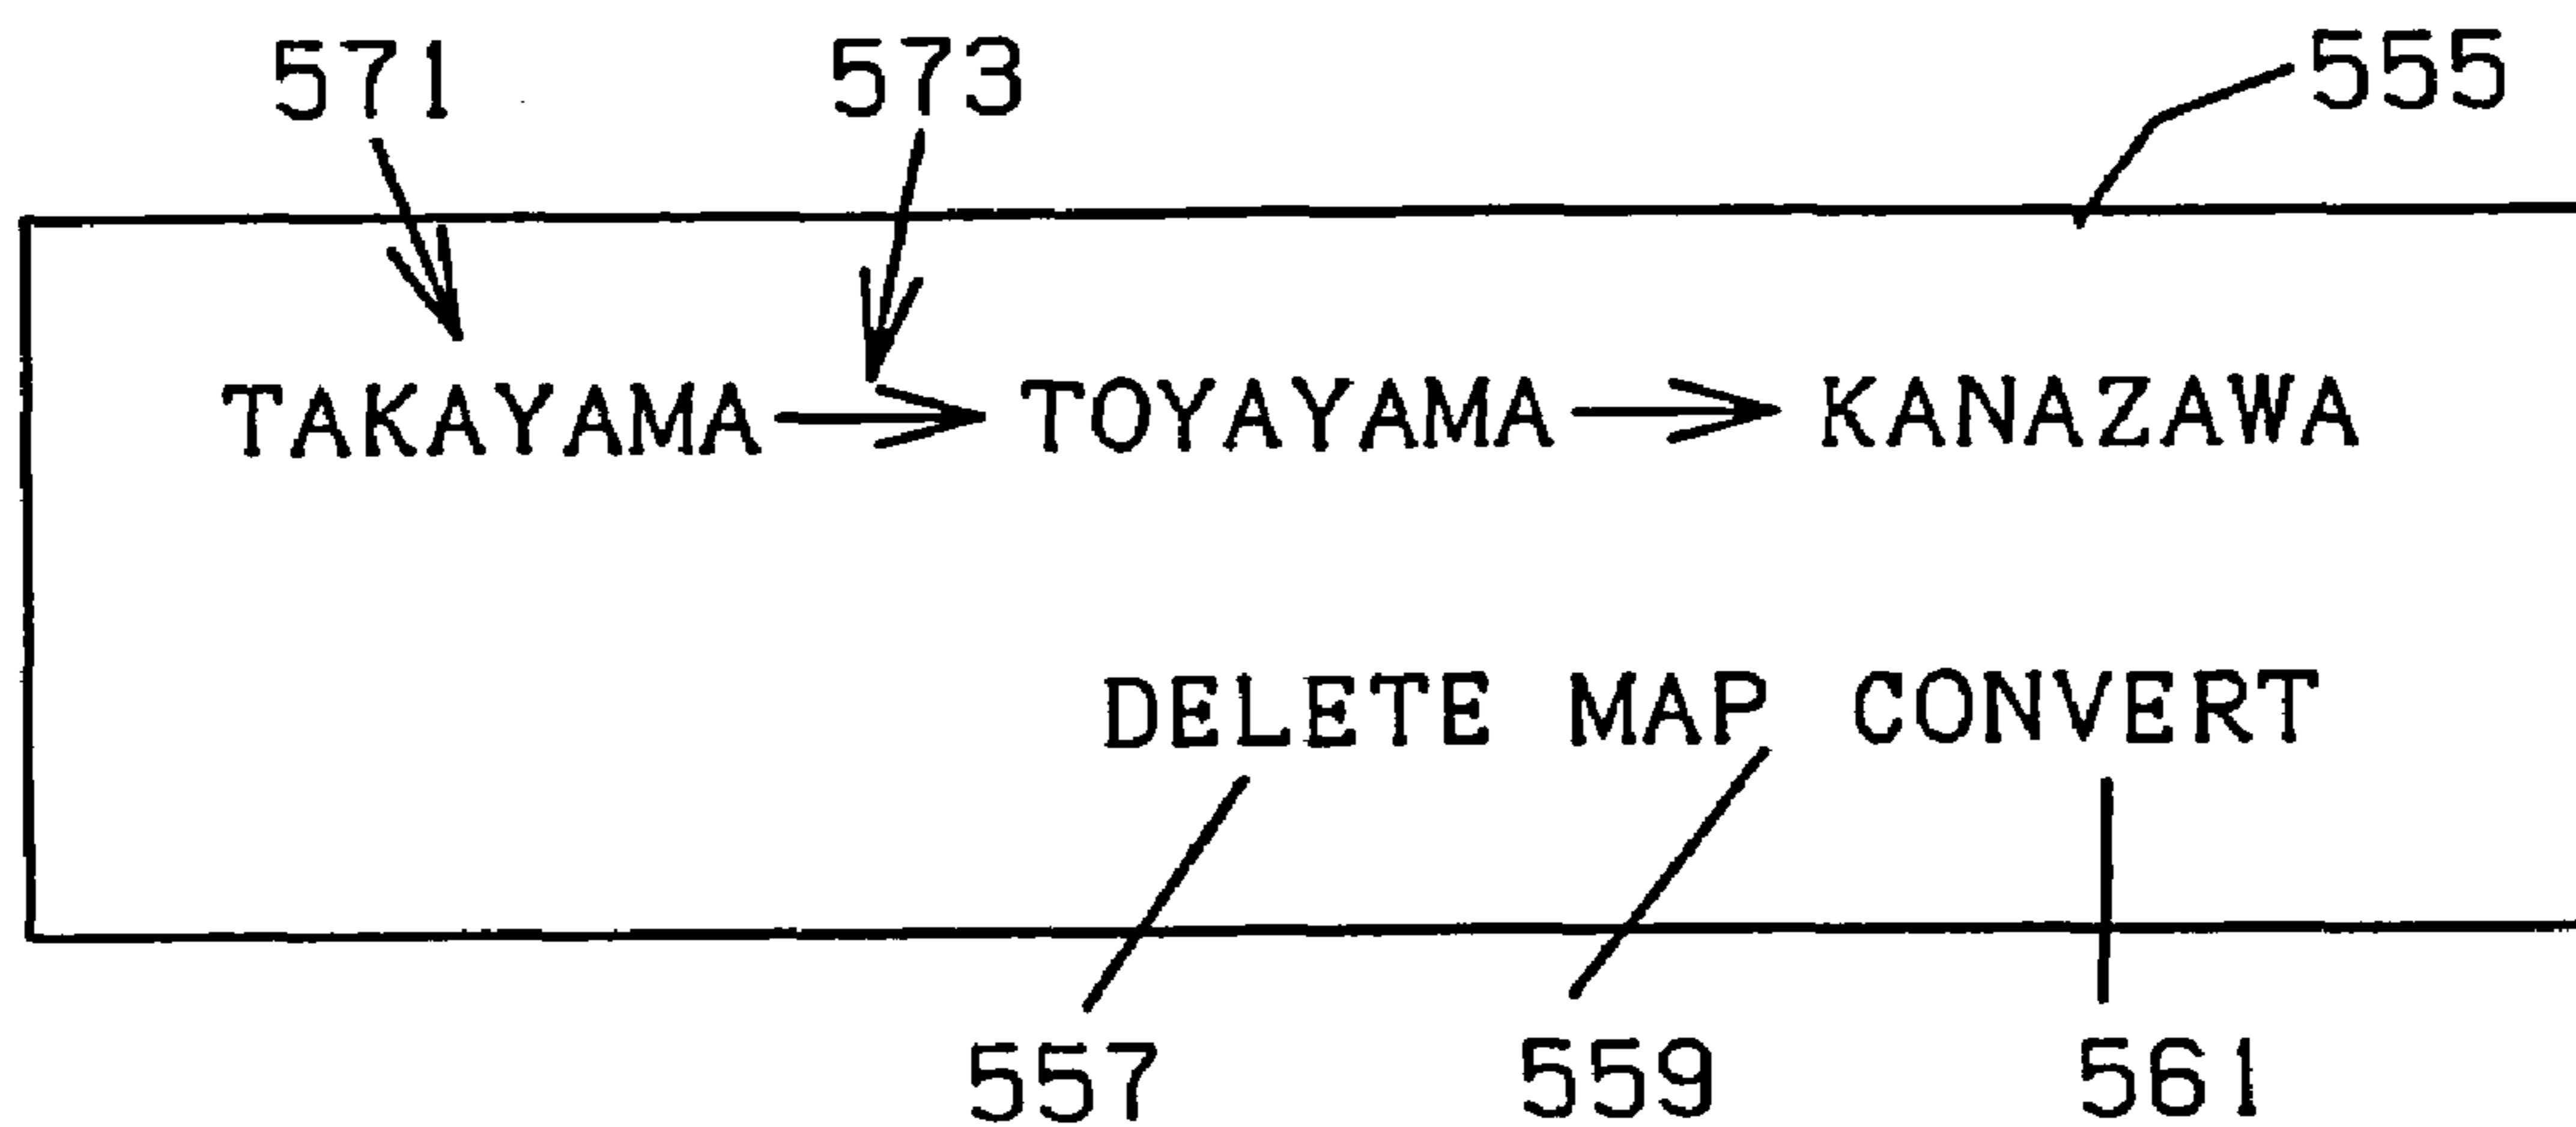 571 573 555
TAKAYAMA → TOYAYAMA → KANAZAWA
DELETE MAP CONVERT
557 559 561